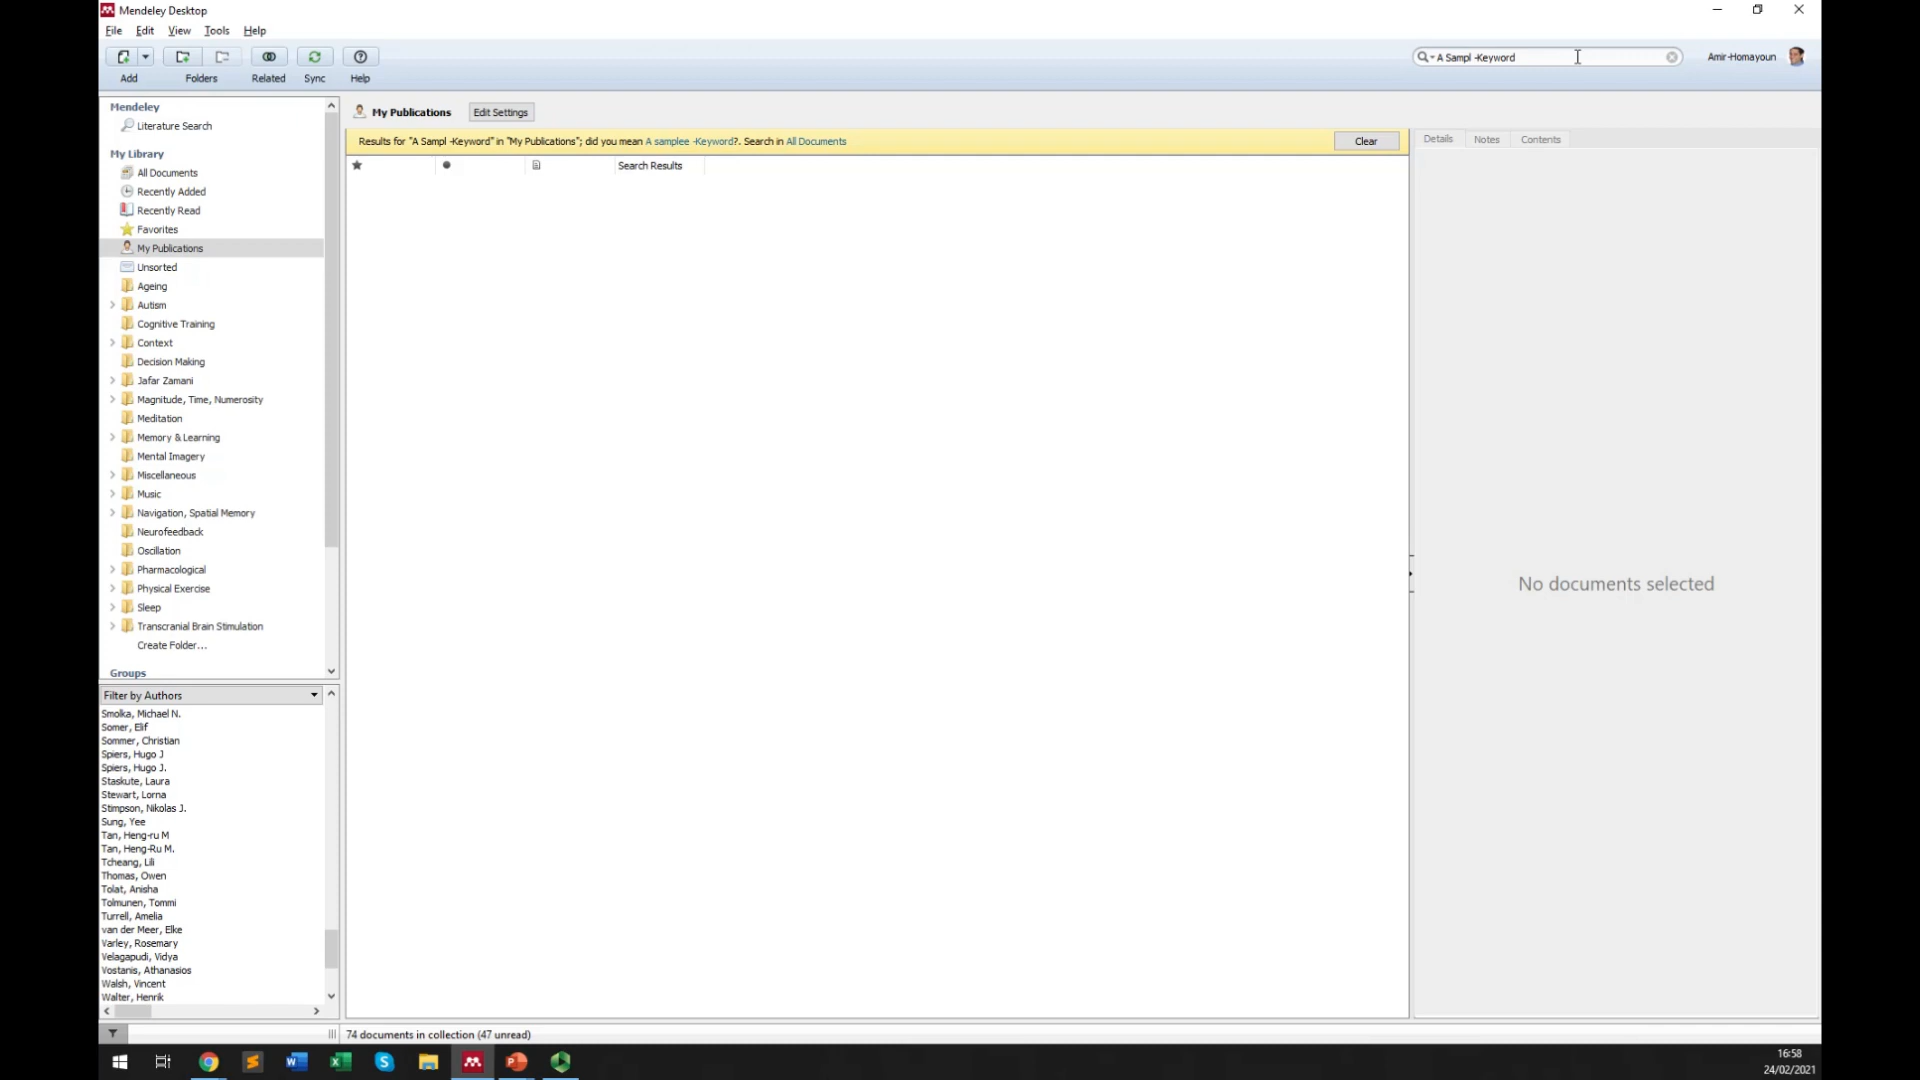 Mendeley Desktop
File Edit View Tools Help
A Sampl -Keyword
Amir-Homayoun
Add Folders Related Sync Help
Mendeley
Literature Search
My Library
All Documents
Recently Added
Recently Read
Favorites
My Publications
Unsorted
Ageing
Autism
Cognitive Training
Context
Decision Making
Jafar Zamani
Magnitude, Time, Numerosity
Meditation
Memory & Learning
Mental Imagery
Miscellaneous
Music
Navigation, Spatial Memory
Neurofeedback
Oscillation
Pharmacological
Physical Exercise
Sleep
Transcranial Brain Stimulation
Create Folder...
Groups
Filter by Authors
Smolka, Michael N.
Somer, Elif
Sommer, Christian
Spiers, Hugo J
Spiers, Hugo J.
Staskute, Laura
Stewart, Lorna
Stimpson, Nikolas J.
Sung, Yee
Tan, Heng-ru M
Tan, Heng-Ru M.
Tcheang, Lili
Thomas, Owen
Tolat, Anisha
Tolmunen, Tommi
Turrell, Amelia
van der Meer, Elke
Varley, Rosemary
Velagapudi, Vidya
Vostanis, Athanasios
Walsh, Vincent
Walter, Henrik
My Publications Edit Settings
Results for "A Sampl -Keyword" in "My Publications"; did you mean A samplee -Keyword?. Search in All Documents Clear
Search Results
Details Notes Contents
No documents selected
74 documents in collection (47 unread)
16:58
24/02/2021